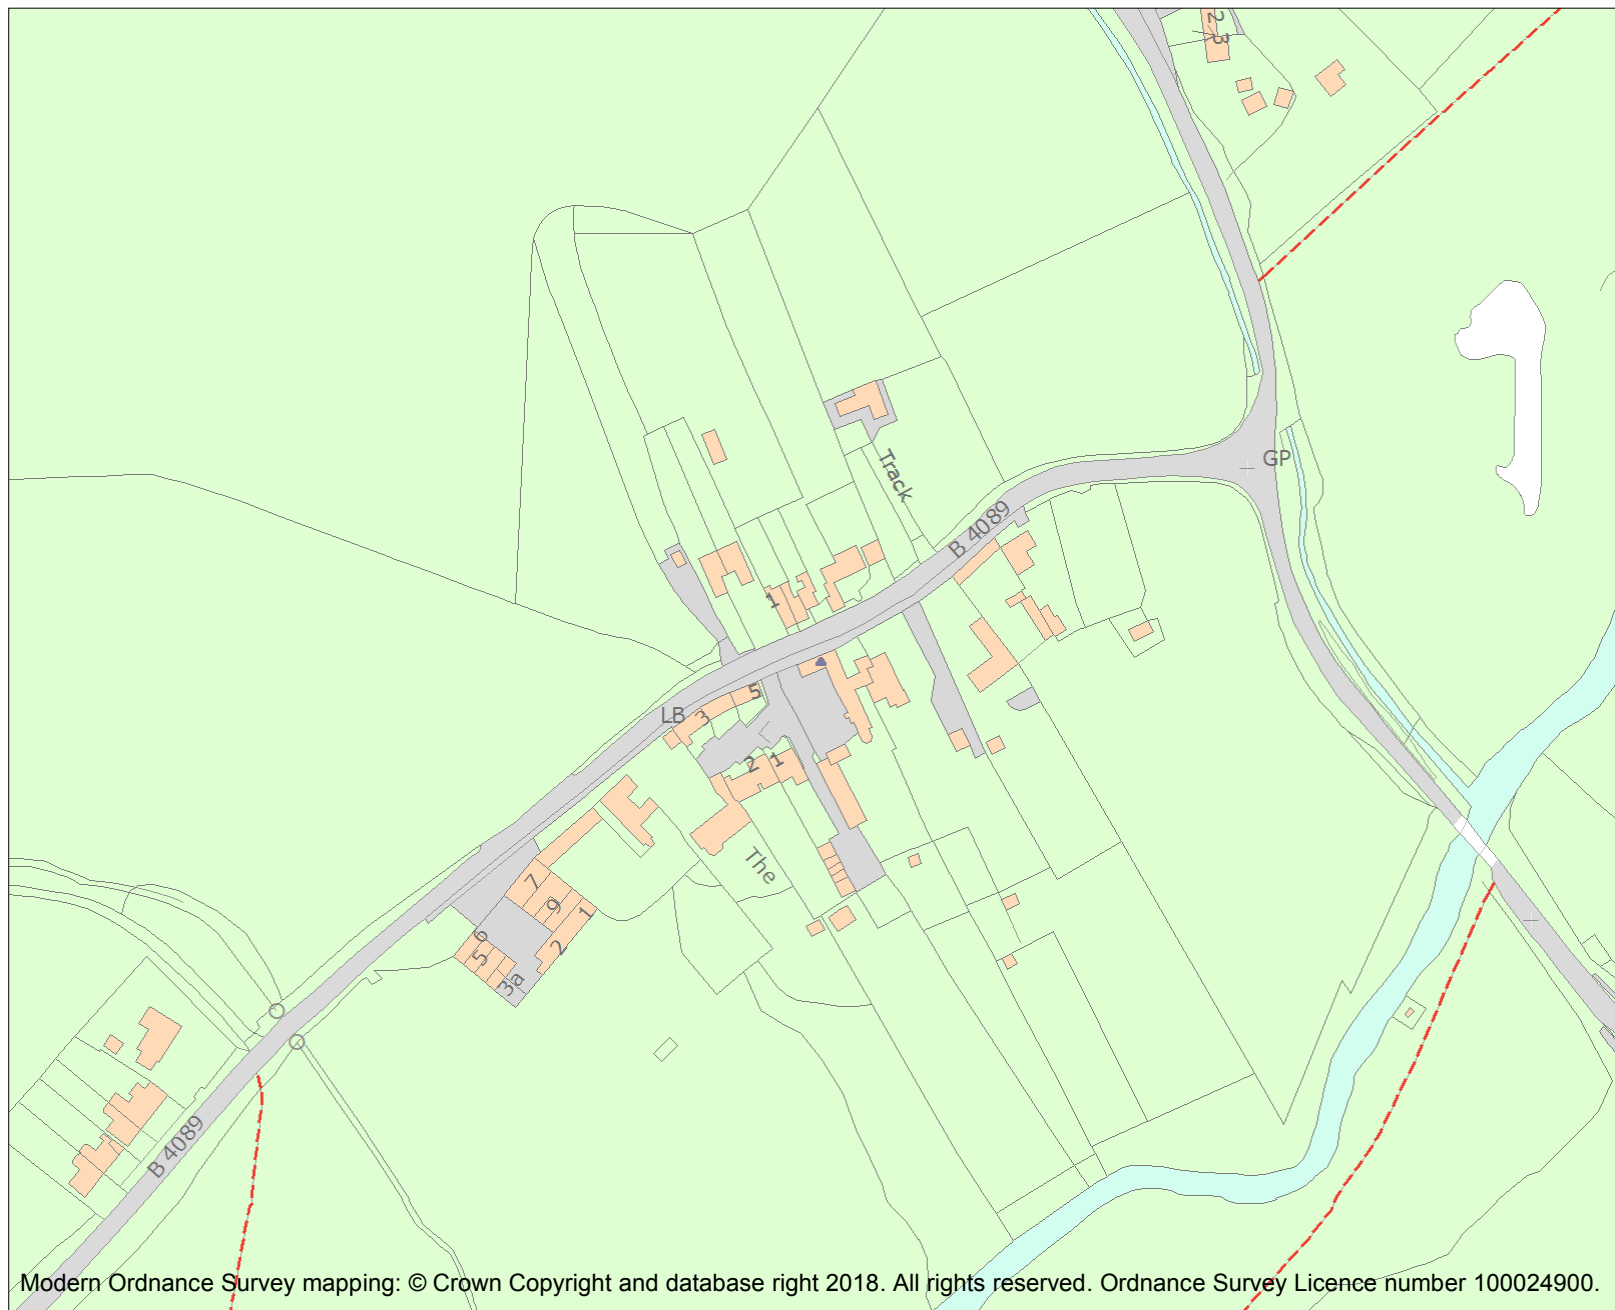 2
3
GP
Track
B 4089
1
5
LB
3
2
1
The
7
9
1
6
5
2
3a
B 4089
Modern Ordnance Survey mapping: © Crown Copyright and database right 2018. All rights reserved. Ordnance Survey Licence number 100024900.